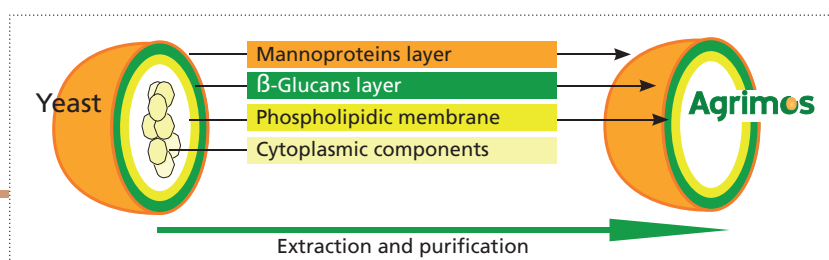 Mannoproteins layer
ß-Glucans layer
Yeast
Agrimos
Phospholipidic membrane
Cytoplasmic components
Extraction and purification